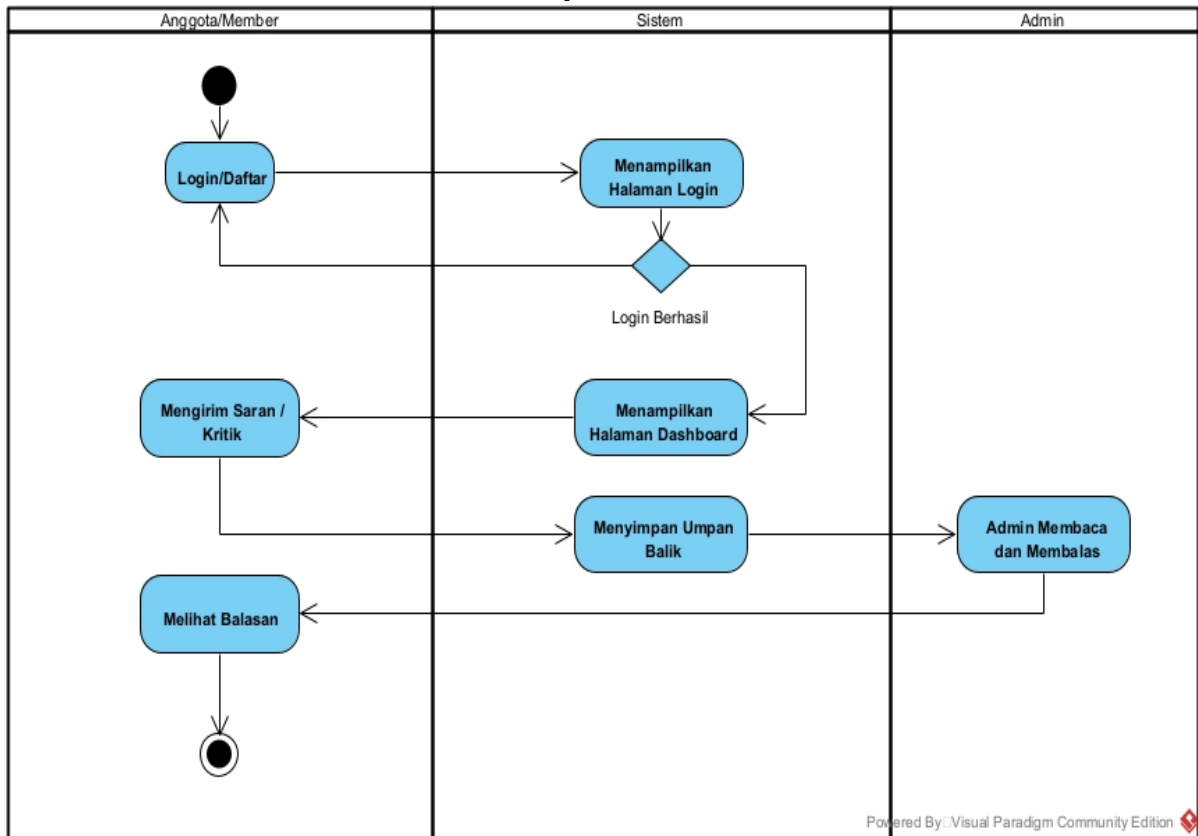 Anggota/Member
Sistem
Admin
Login/Daftar
Menampilkan
Halaman Login
Login Berhasil
Mengirim Saran /
Kritik
Menampilkan
Halaman Dashboard
Menyimpan Umpan
Balik
Admin Membaca
dan Membalas
Melihat Balasan
Powered By Visual Paradigm Community Edition